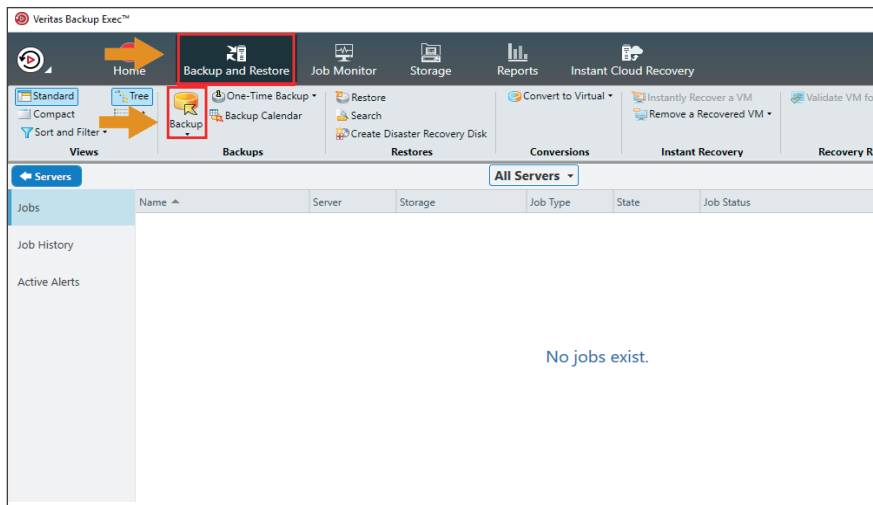 Veritas Backup Exec™
Home Backup and Restore Job Monitor Storage Reports Instant Cloud Recovery
Standard Tree Backup One-Time Backup Restore Convert to Virtual Instantly Recover a VM Validate VM fo
Compact Backup Calendar Search Remove a Recovered VM
Sort and Filter Create Disaster Recovery Disk
Views Backups Restores Conversions Instant Recovery Recovery R
Servers All Servers
Jobs Name Server Storage Job Type State Job Status
Job History
Active Alerts
No jobs exist.